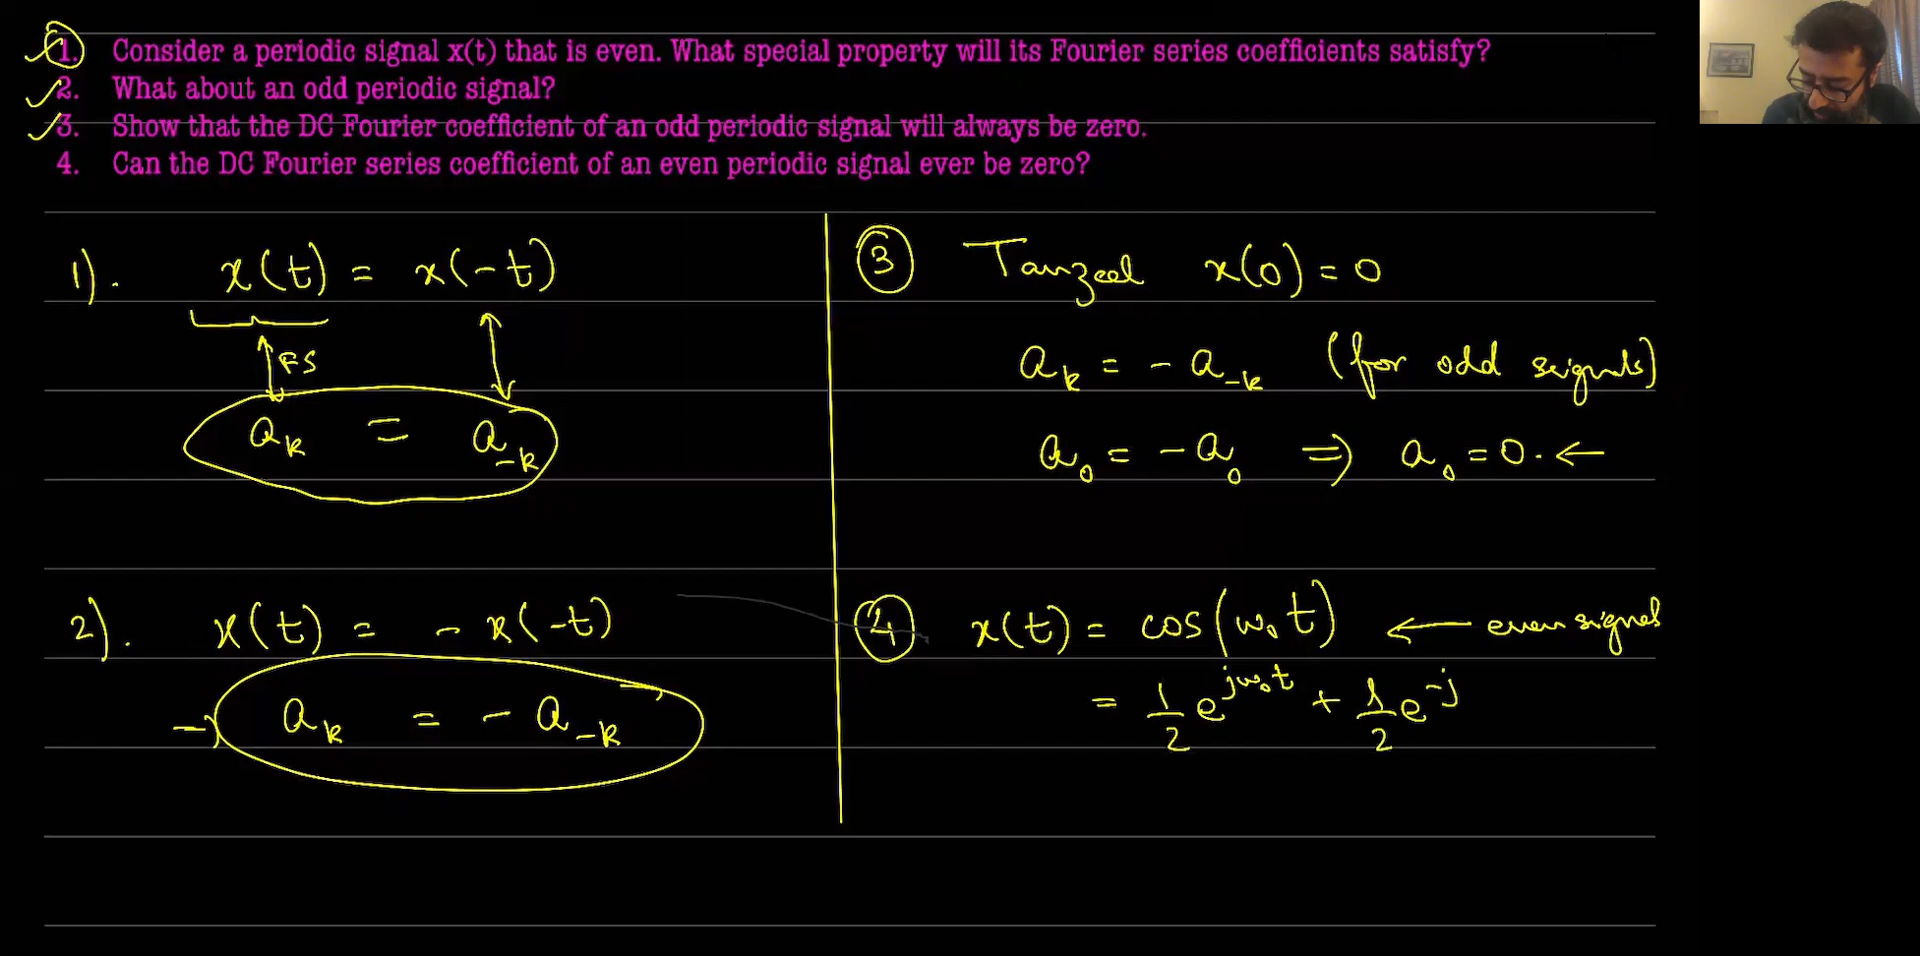 1. Consider a periodic signal x(t) that is even. What special property will its Fourier series coefficients satisfy?
2. What about an odd periodic signal?
3. Show that the DC Fourier coefficient of an odd periodic signal will always be zero.
4. Can the DC Fourier series coefficient of an even periodic signal ever be zero?
1). x(t) = x(-t)
FS
a_k = a_{-k}
2). x(t) = - x(-t)
→ a_k = - a_{-k}
③ Tanzeel x(0) = 0
a_k = - a_{-k} (for odd signals)
a_0 = - a_0 ⇒ a_0 = 0. ←
④ x(t) = cos(ω_0 t) ← even signal
= 1/2 e^{jω_0 t} + 1/2 e^{-j